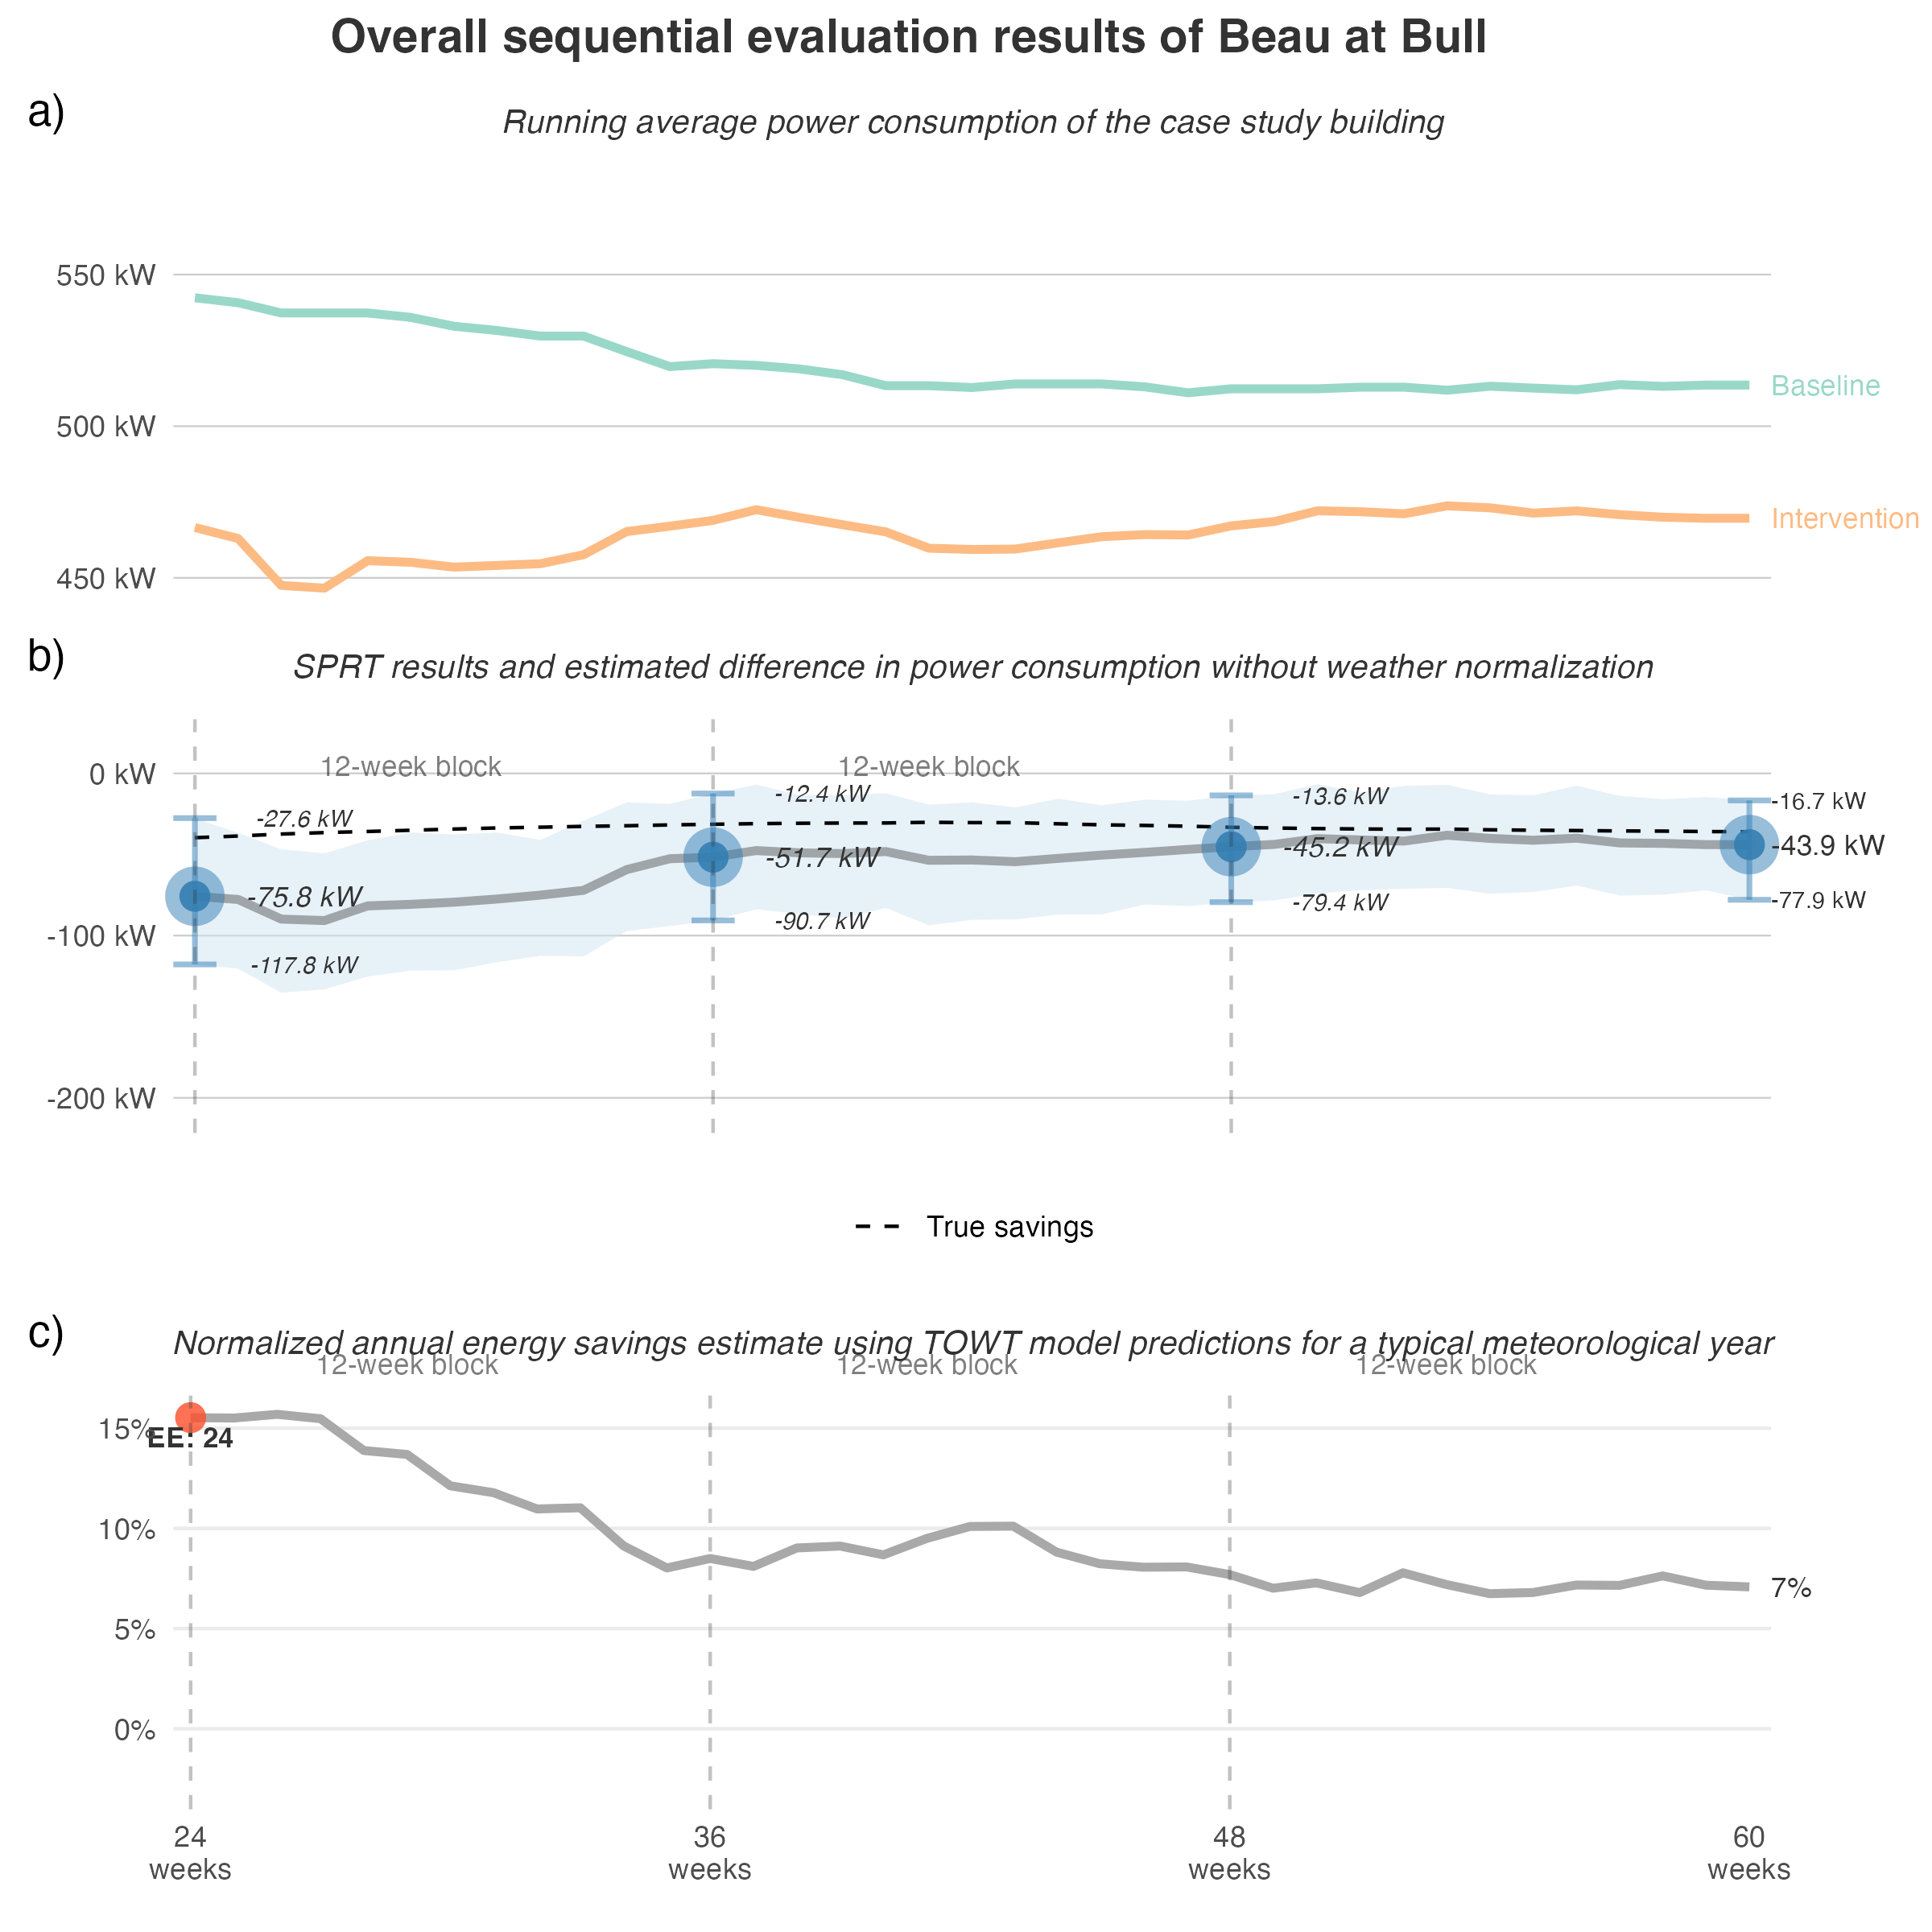 Overall sequential evaluation results of Beau at Bull
a)
Running average power consumption of the case study building
550 kW
500 kW
450 kW
Baseline
Intervention
b)
SPRT results and estimated difference in power consumption without weather normalization
12-week block
12-week block
0 kW
-100 kW
-200 kW
-27.6 kW
-75.8 kW
-117.8 kW
-12.4 kW
-51.7 kW
-90.7 kW
-13.6 kW
-45.2 kW
-79.4 kW
-16.7 kW
-43.9 kW
-77.9 kW
True savings
c)
Normalized annual energy savings estimate using TOWT model predictions for a typical meteorological year
12-week block
12-week block
12-week block
15%
EE: 24
10%
5%
0%
7%
24
weeks
36
weeks
48
weeks
60
weeks